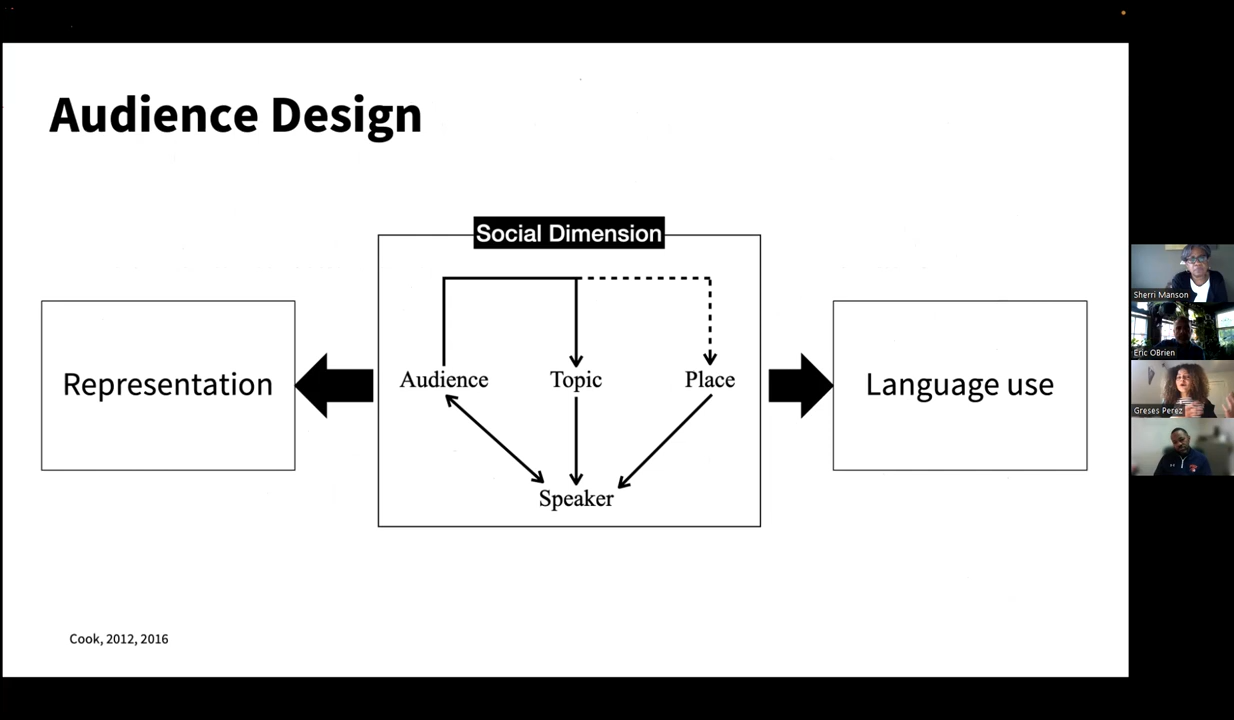 Audience Design
Social Dimension
Representation
Audience
Topic
Place
Speaker
Language use
Cook, 2012, 2016
Sherri Manson
Eric OBrien
Greses Perez